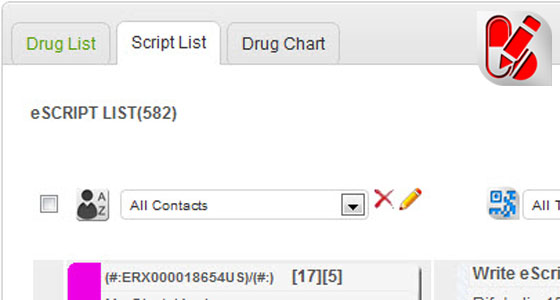 Drug List
Script List
Drug Chart
eSCRIPT LIST(582)
A
Z
All Contacts
All
(#:ERX000018654US)/(#:) [17][5]
Write eScri